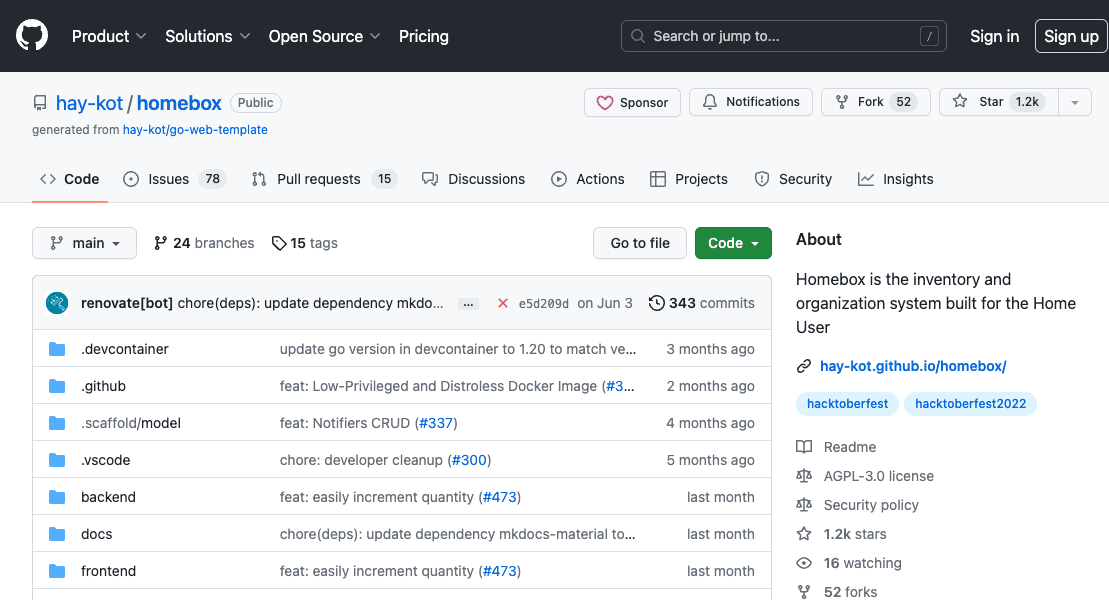 Product Solutions Open Source Pricing Search or jump to... / Sign in Sign up
hay-kot / homebox Public Sponsor Notifications Fork 52 Star 1.2k
generated from hay-kot/go-web-template
Code Issues 78 Pull requests 15 Discussions Actions Projects Security Insights
main 24 branches 15 tags Go to file Code
renovate[bot] chore(deps): update dependency mkdo... ... e5d209d on Jun 3 343 commits
.devcontainer update go version in devcontainer to 1.20 to match ve... 3 months ago
.github feat: Low-Privileged and Distroless Docker Image (#3... 2 months ago
.scaffold/model feat: Notifiers CRUD (#337) 4 months ago
.vscode chore: developer cleanup (#300) 5 months ago
backend feat: easily increment quantity (#473) last month
docs chore(deps): update dependency mkdocs-material to... last month
frontend feat: easily increment quantity (#473) last month
About
Homebox is the inventory and
organization system built for the Home
User
hay-kot.github.io/homebox/
hacktoberfest hacktoberfest2022
Readme
AGPL-3.0 license
Security policy
1.2k stars
16 watching
52 forks